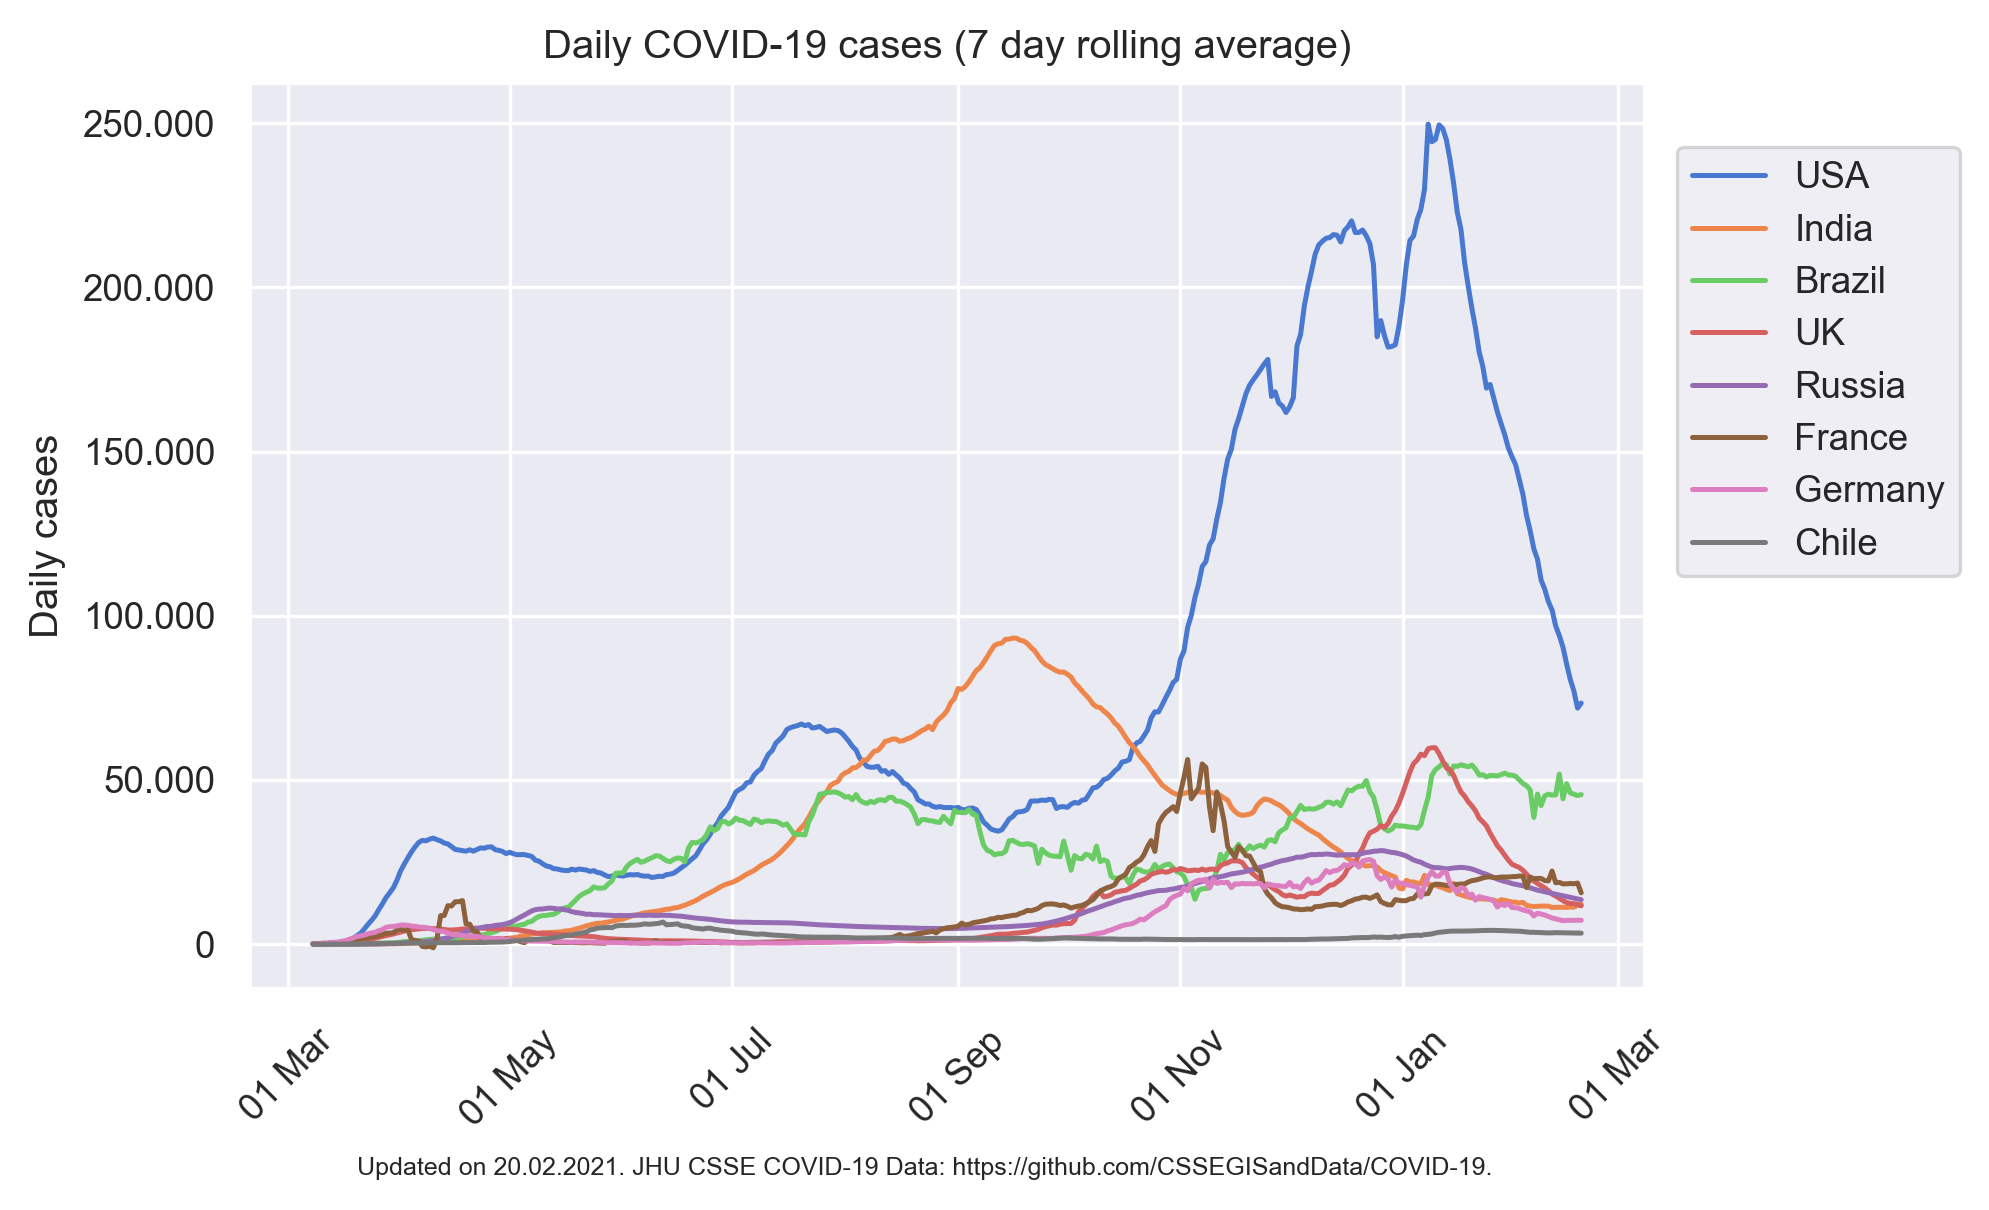 Daily COVID-19 cases (7 day rolling average)
250.000
200.000
150.000
100.000
50.000
0
Daily cases
01 Mar
01 May
01 Jul
01 Sep
01 Nov
01 Jan
01 Mar
USA
India
Brazil
UK
Russia
France
Germany
Chile
Updated on 20.02.2021. JHU CSSE COVID-19 Data: https://github.com/CSSEGISandData/COVID-19.